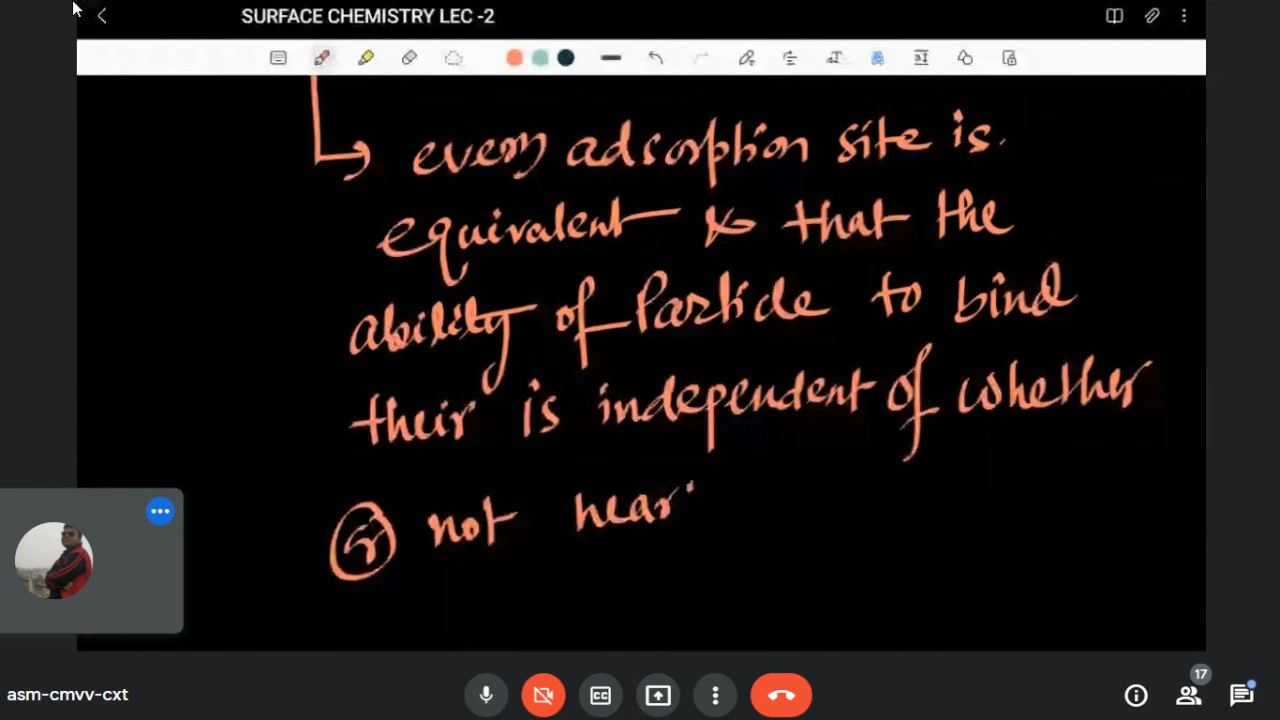 SURFACE CHEMISTRY LEC -2
every adsorption site is.
equivalent & that the
ability of Particle to bind
their is independent of whether
or not near
asm-cmvv-cxt
17